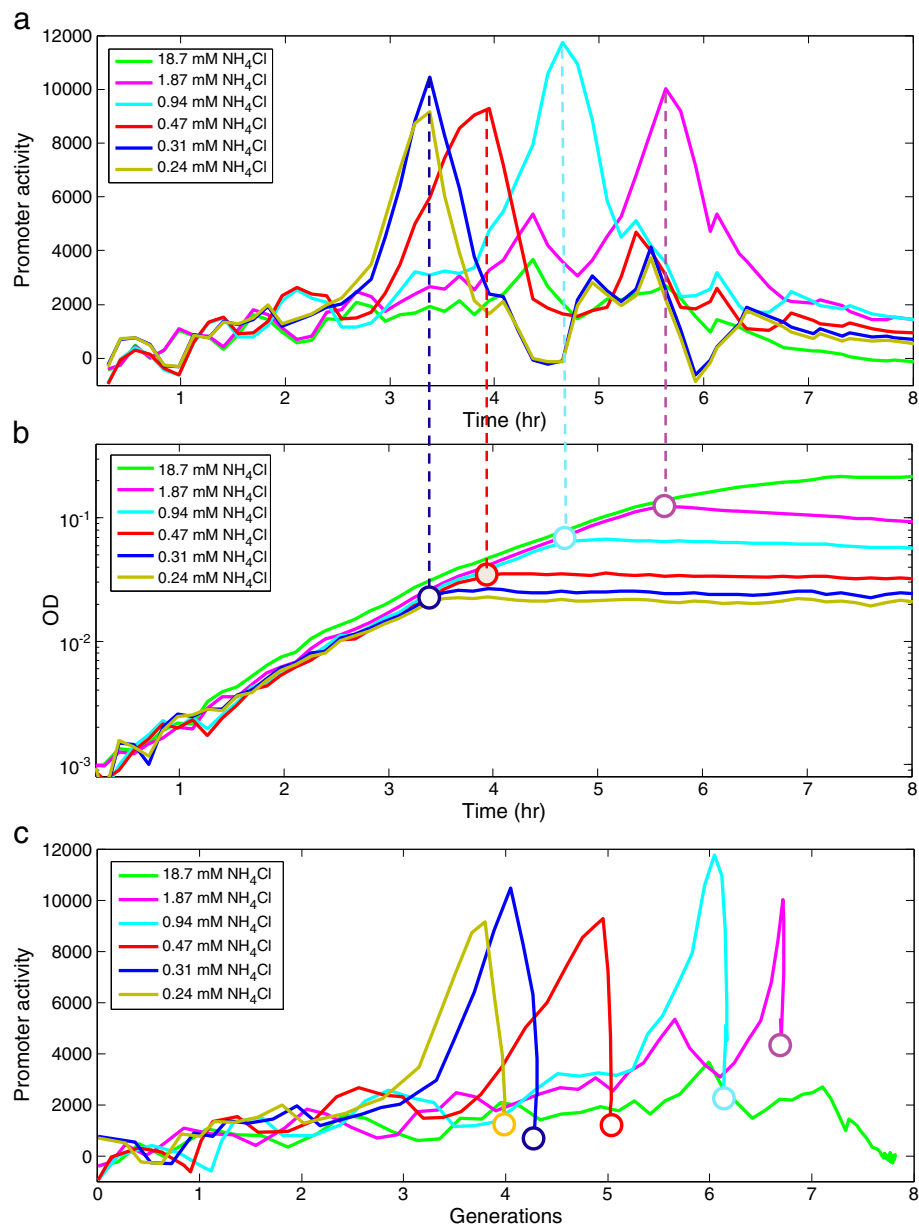 a
12000
10000
8000
6000
4000
2000
0
Promoter activity
18.7 mM NH₄Cl
1.87 mM NH₄Cl
0.94 mM NH₄Cl
0.47 mM NH₄Cl
0.31 mM NH₄Cl
0.24 mM NH₄Cl
1 2 3 4 5 6 7 8
Time (hr)
b
10⁻¹
10⁻²
10⁻³
OD
18.7 mM NH₄Cl
1.87 mM NH₄Cl
0.94 mM NH₄Cl
0.47 mM NH₄Cl
0.31 mM NH₄Cl
0.24 mM NH₄Cl
1 2 3 4 5 6 7 8
Time (hr)
c
12000
10000
8000
6000
4000
2000
0
Promoter activity
18.7 mM NH₄Cl
1.87 mM NH₄Cl
0.94 mM NH₄Cl
0.47 mM NH₄Cl
0.31 mM NH₄Cl
0.24 mM NH₄Cl
0 1 2 3 4 5 6 7 8
Generations